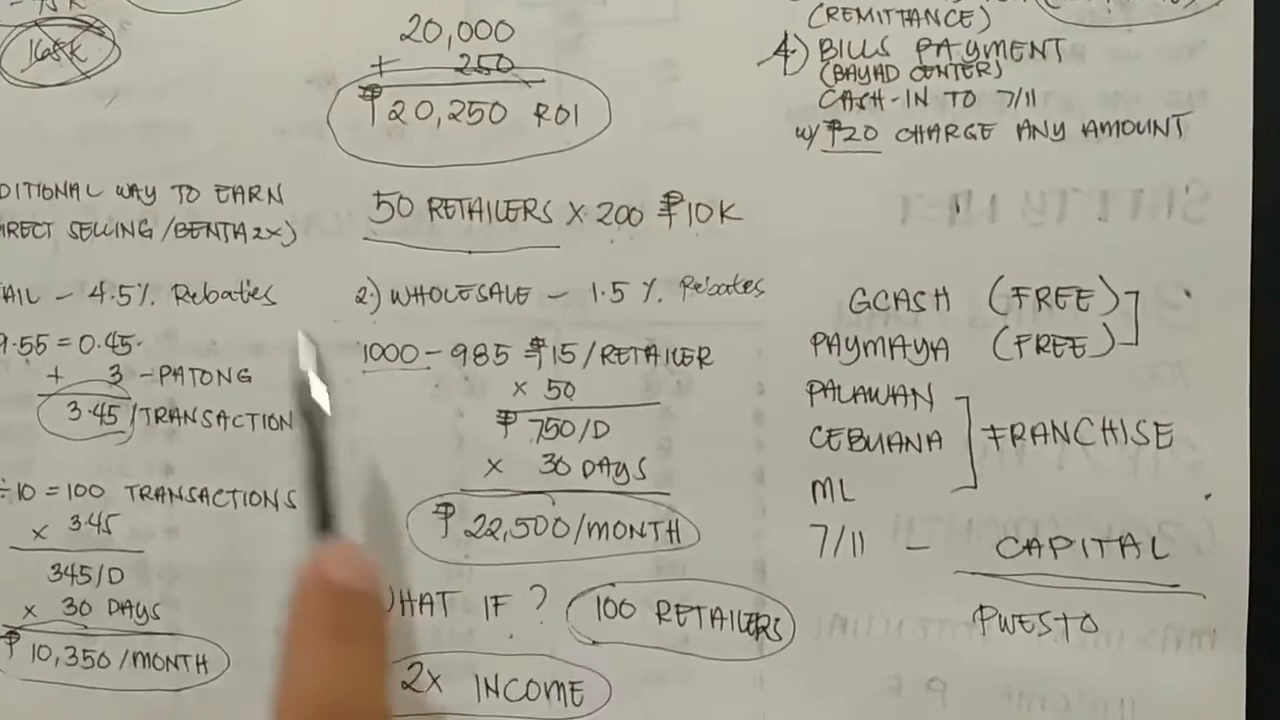 168K
20,000
+ 250
₱20,250 ROI
50 RETAILERS X 200 ₱10K
DITIONAL WAY TO EARN
IRECT SELLING/BENTA 2X)
AIL - 4.5% Rebates
9.55 = 0.45
+ 3 - PATONG
3.45/TRANSACTION
÷10 = 100 TRANSACTIONS
x 3.45
345/D
x 30 DAYS
₱10,350/MONTH
2.) WHOLESALE - 1.5% Rebates
1000 - 985 = ₱15/RETAILER
x 50
₱750/D
x 30 DAYS
₱22,500/MONTH
HAT IF? 100 RETAILERS
2X INCOME
(REMITTANCE)
4) BILLS PAYMENT
(BAYAD CENTER)
CASH-IN TO 7/11
w/ ₱20 CHARGE ANY AMOUNT
GCASH (FREE)
PAYMAYA (FREE)
PALAWAN
CEBUANA FRANCHISE
ML
7/11 - CAPITAL
PWESTO